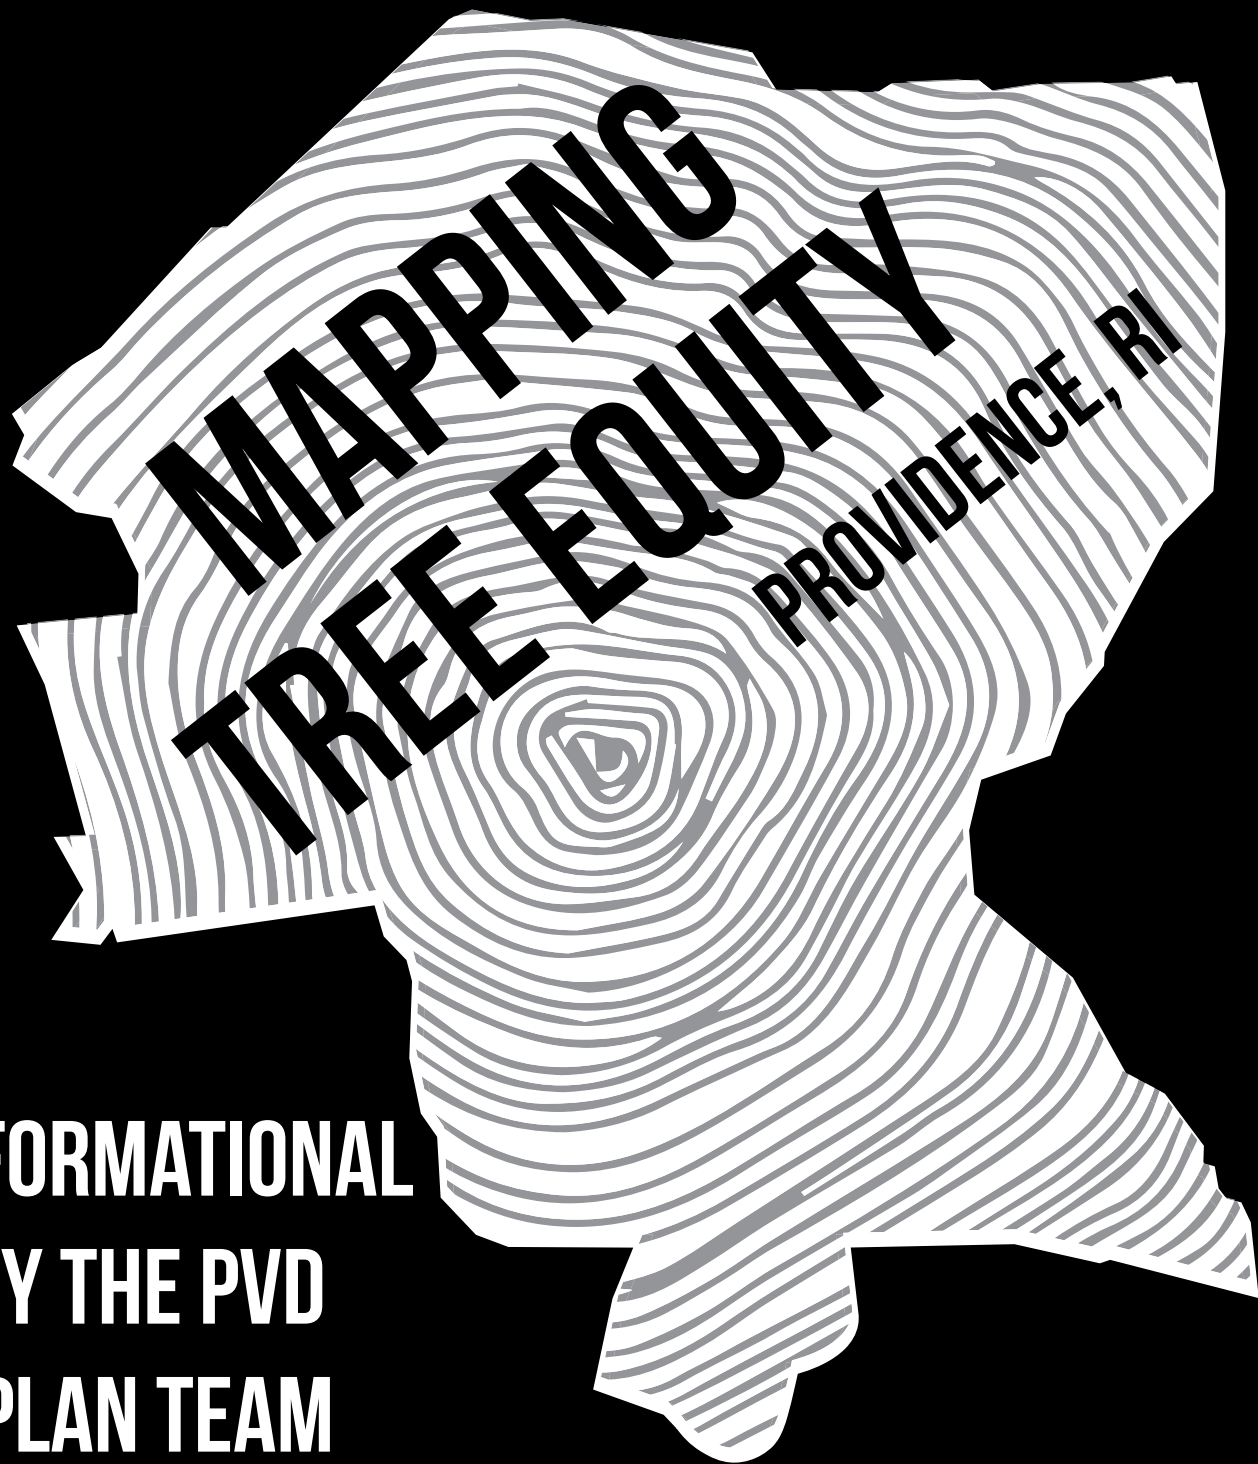 MAPPING
TREE EQUITY
PROVIDENCE, RI
FORMATIONAL
Y THE PVD
PLAN TEAM